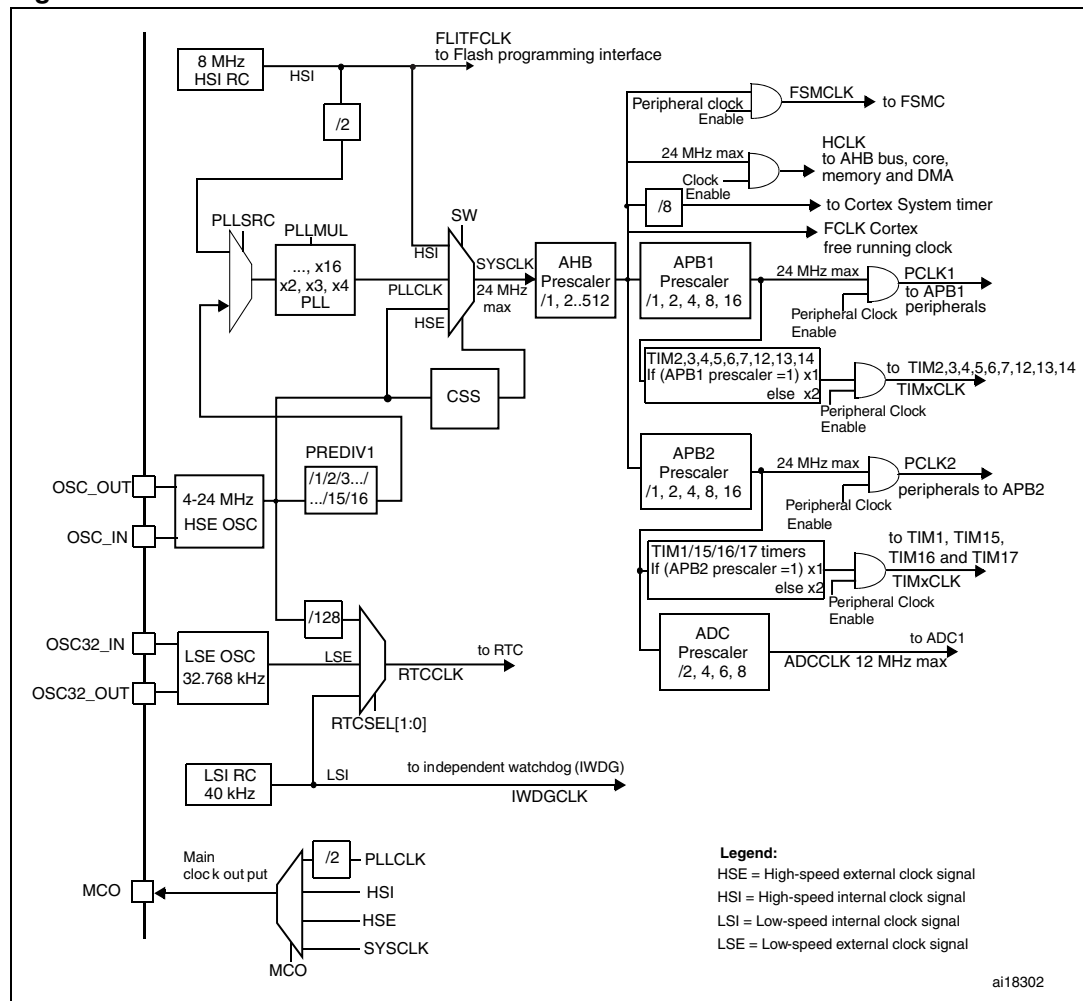 FLITFCLK
to Flash programming interface
8 MHz
HSI RC
HSI
/2
FSMCLK
to FSMC
Peripheral clock
Enable
HCLK
24 MHz max
to AHB bus, core,
memory and DMA
Clock
Enable
/8
to Cortex System timer
FCLK Cortex
free running clock
PLLSRC
PLLMUL
..., x16
x2, x3, x4
PLL
SW
HSI
PLLCLK
HSE
SYSCLK
24 MHz
max
AHB
Prescaler
/1, 2..512
APB1
Prescaler
/1, 2, 4, 8, 16
24 MHz max
PCLK1
to APB1
peripherals
Peripheral Clock
Enable
TIM2,3,4,5,6,7,12,13,14
If (APB1 prescaler =1) x1
else x2
to TIM2,3,4,5,6,7,12,13,14
TIMxCLK
Peripheral Clock
Enable
CSS
PREDIV1
/1/2/3.../
.../15/16
OSC_OUT
OSC_IN
4-24 MHz
HSE OSC
APB2
Prescaler
/1, 2, 4, 8, 16
24 MHz max
PCLK2
peripherals to APB2
Peripheral Clock
Enable
TIM1/15/16/17 timers
If (APB2 prescaler =1) x1
else x2
to TIM1, TIM15,
TIM16 and TIM17
TIMxCLK
Peripheral Clock
Enable
/128
OSC32_IN
OSC32_OUT
LSE OSC
32.768 kHz
LSE
to RTC
RTCCLK
RTCSEL[1:0]
ADC
Prescaler
/2, 4, 6, 8
to ADC1
ADCCLK 12 MHz max
LSI RC
40 kHz
LSI
to independent watchdog (IWDG)
IWDGCLK
Main
clock output
MCO
/2
PLLCLK
HSI
HSE
SYSCLK
MCO
Legend:
HSE = High-speed external clock signal
HSI = High-speed internal clock signal
LSI = Low-speed internal clock signal
LSE = Low-speed external clock signal
ai18302